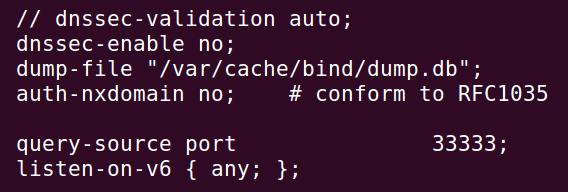 // dnssec-validation auto;
dnssec-enable no;
dump-file "/var/cache/bind/dump.db";
auth-nxdomain no;    # conform to RFC1035

query-source port                33333;
listen-on-v6 { any; };